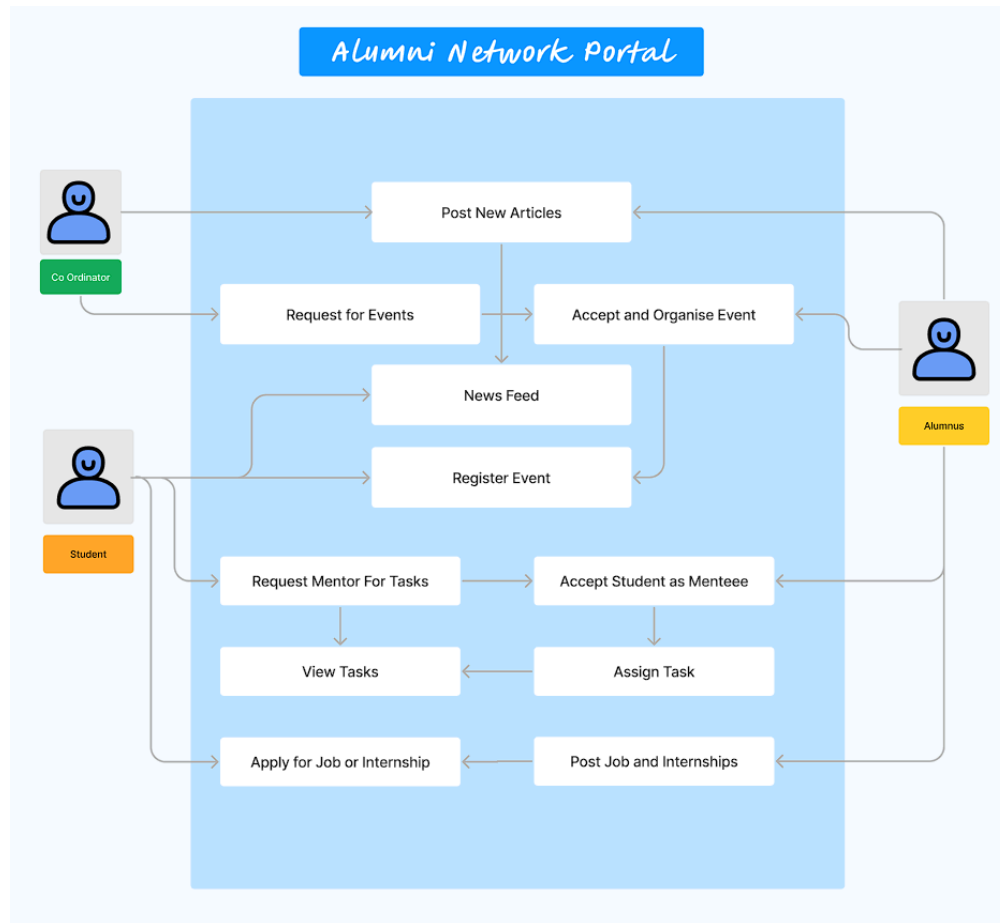 Alumni Network Portal
Post New Articles
Co Ordinator
Request for Events
Accept and Organise Event
News Feed
Alumnus
Register Event
Student
Request Mentor For Tasks
Accept Student as Menteee
View Tasks
Assign Task
Apply for Job or Internship
Post Job and Internships